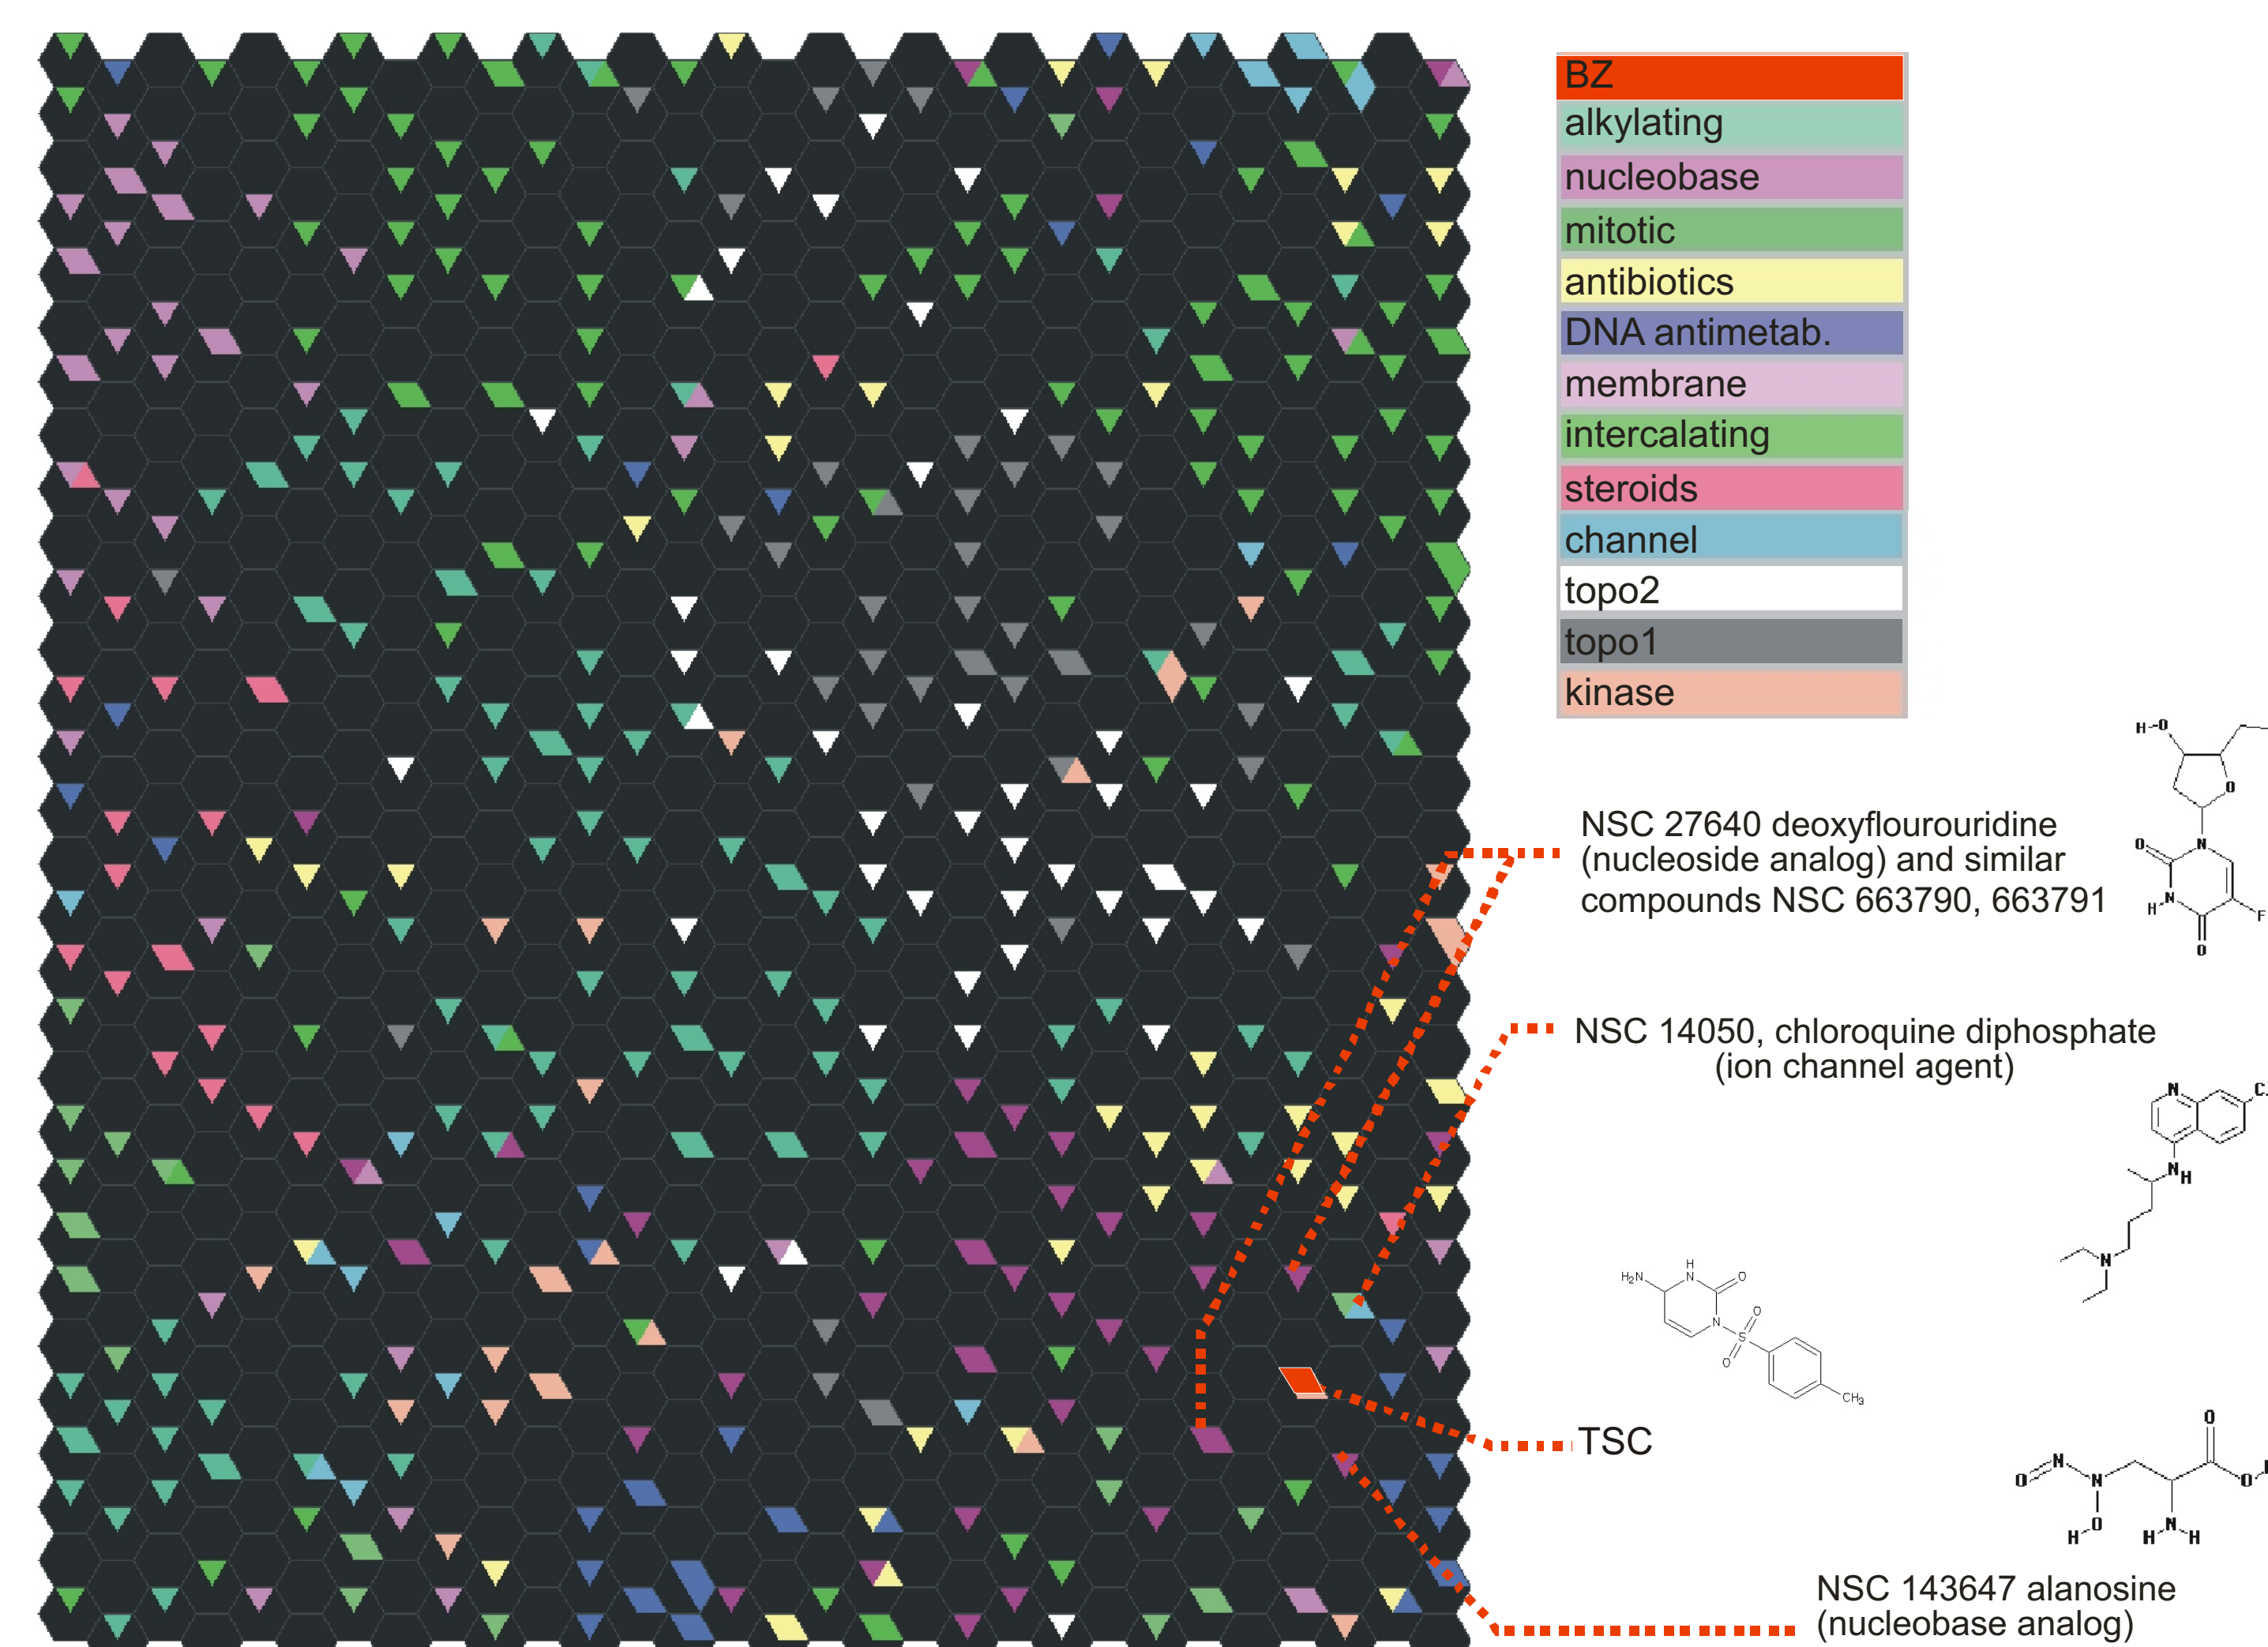 BZ
alkylating
nucleobase
mitotic
antibiotics
DNA antimetab.
membrane
intercalating
steroids
channel
topo2
topo1
kinase
H-O
O
N
O
N
H
F
O
NSC 27640 deoxyflourouridine
(nucleoside analog) and similar
compounds NSC 663790, 663791
NSC 14050, chloroquine diphosphate
(ion channel agent)
N
C
N
H
N
H₂N
H
N
O
N
O
S
O
CH₃
TSC
O
N
O
N
O
H
O
H
N
H
NSC 143647 alanosine
(nucleobase analog)